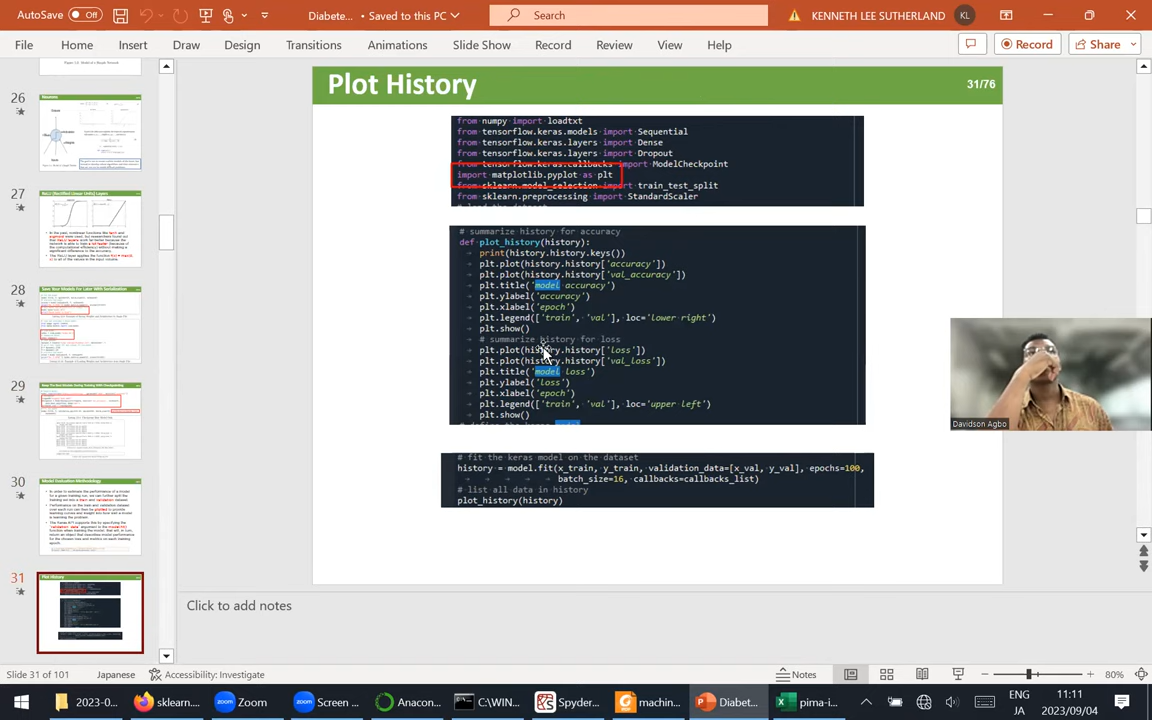 AutoSave Off Diabete... • Saved to this PC Search KENNETH LEE SUTHERLAND KL
File Home Insert Draw Design Transitions Animations Slide Show Record Review View Help Record Share
26
27
28
29
30
31
Plot History 31/76
from numpy import loadtxt
from tensorflow.keras.models import Sequential
from tensorflow.keras.layers import Dense
from tensorflow.keras.layers import Dropout
from tensorflow.keras.callbacks import ModelCheckpoint
import matplotlib.pyplot as plt
from sklearn.model_selection import train_test_split
from sklearn.preprocessing import StandardScaler
# summarize history for accuracy
def plot_history(history):
print(history.history.keys())
plt.plot(history.history['accuracy'])
plt.plot(history.history['val_accuracy'])
plt.title('model accuracy')
plt.ylabel('accuracy')
plt.xlabel('epoch')
plt.legend(['train', 'val'], loc='lower right')
plt.show()
# summarize history for loss
plt.plot(history.history['loss'])
plt.plot(history.history['val_loss'])
plt.title('model loss')
plt.ylabel('loss')
plt.xlabel('epoch')
plt.legend(['train', 'val'], loc='upper left')
plt.show()
# fit the keras model on the dataset
history = model.fit(x_train, y_train, validation_data=[x_val, y_val], epochs=100,
batch_size=16, callbacks=callbacks_list)
# list all data in history
plot_history(history)
Davidson Agbo
Click to add notes
Slide 31 of 101 Japanese Accessibility: Investigate Notes 80%
2023-0... sklearn.... Zoom Screen ... Anacon... C:\WIN... Spyder... machin... Diabet... pima-i...
ENG
JA
11:11
2023/09/04